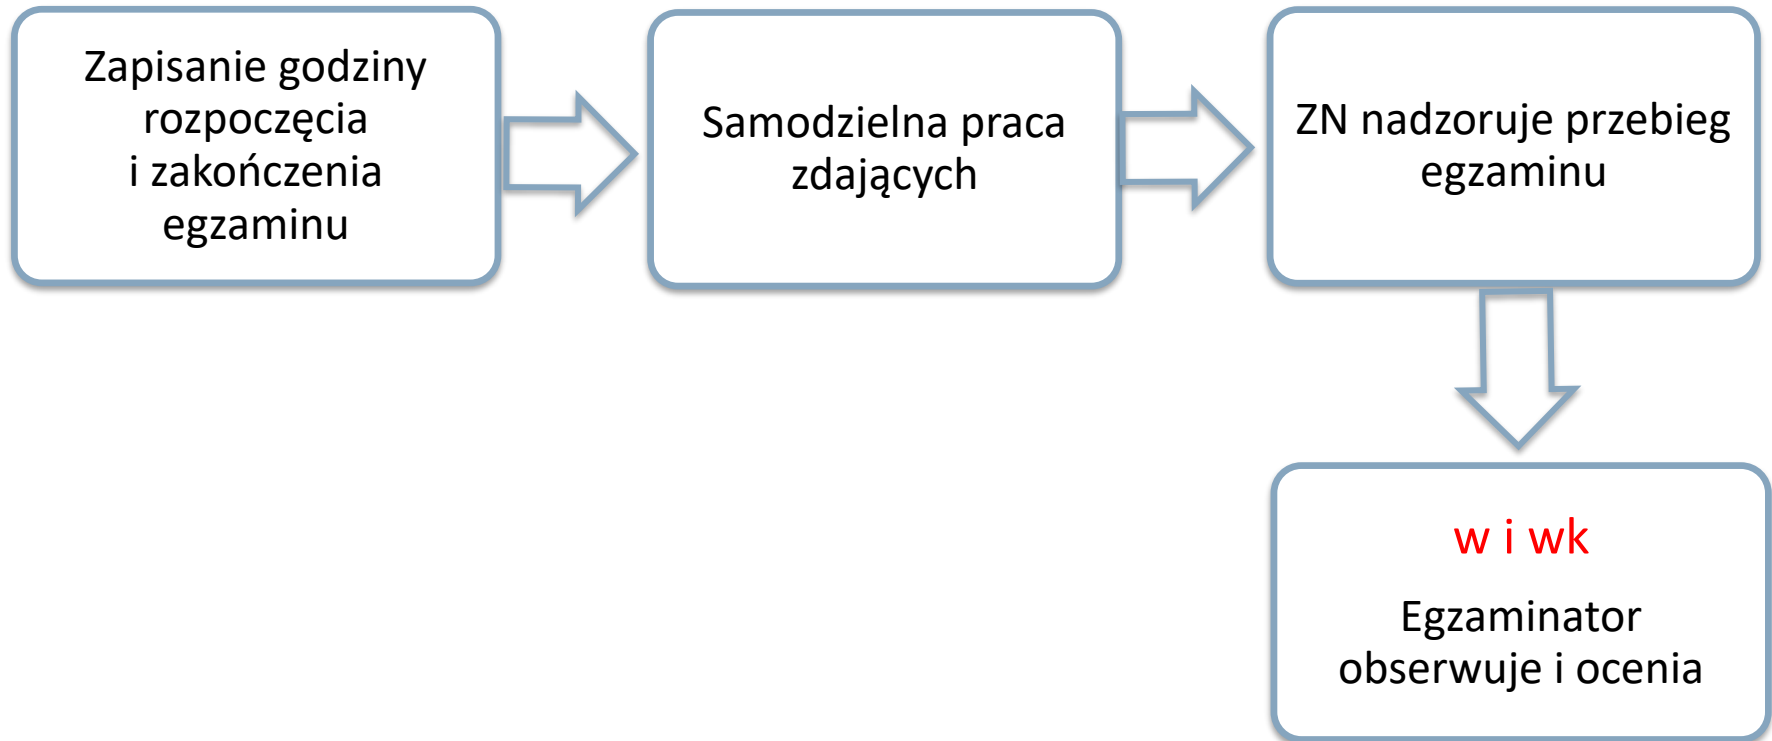 Zapisanie godziny
rozpoczęcia
i zakończenia
egzaminu
Samodzielna praca
zdających
ZN nadzoruje przebieg
egzaminu
w i wk
Egzaminator
obserwuje i ocenia